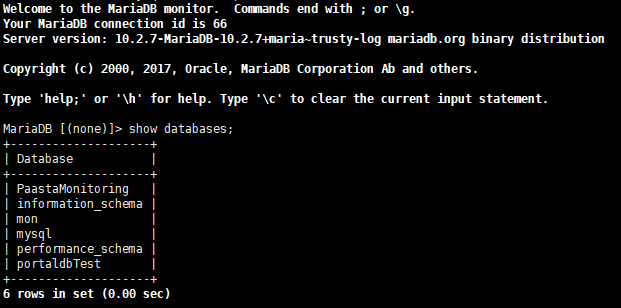 Welcome to the MariaDB monitor.  Commands end with ; or \g.
Your MariaDB connection id is 66
Server version: 10.2.7-MariaDB-10.2.7+maria~trusty-log mariadb.org binary distribution

Copyright (c) 2000, 2017, Oracle, MariaDB Corporation Ab and others.

Type 'help;' or '\h' for help. Type '\c' to clear the current input statement.

MariaDB [(none)]> show databases;
+--------------------+
| Database           |
+--------------------+
| PaastaMonitoring   |
| information_schema |
| mon                |
| mysql              |
| performance_schema |
| portaldbTest       |
+--------------------+
6 rows in set (0.00 sec)